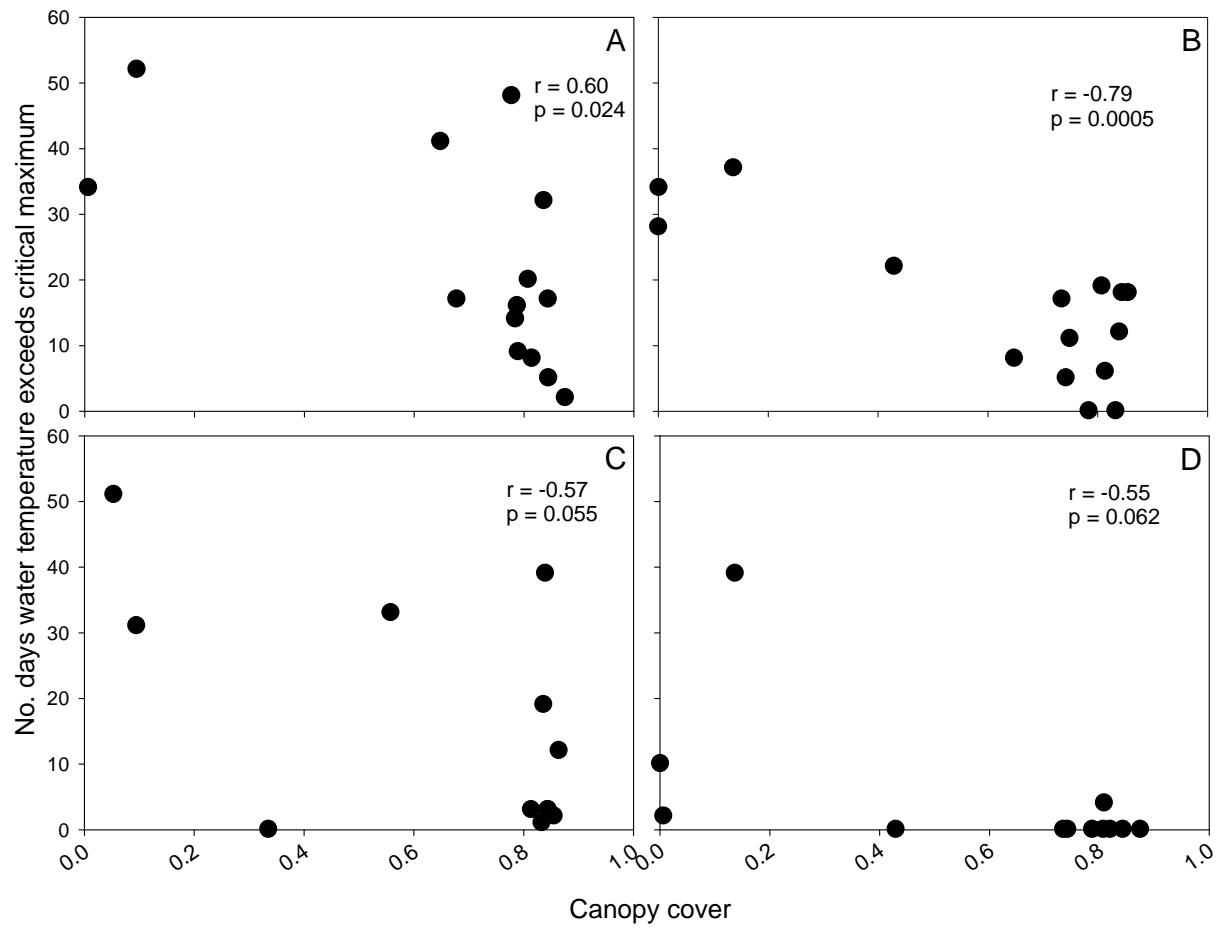 No. days water temperature exceeds critical maximum
60
50
40
30
20
10
0
A
r = 0.60
p = 0.024
B
r = -0.79
p = 0.0005
60
50
40
30
20
10
0
C
r = -0.57
p = 0.055
D
r = -0.55
p = 0.062
0.0 0.2 0.4 0.6 0.8 1.0
0.0 0.2 0.4 0.6 0.8 1.0
Canopy cover